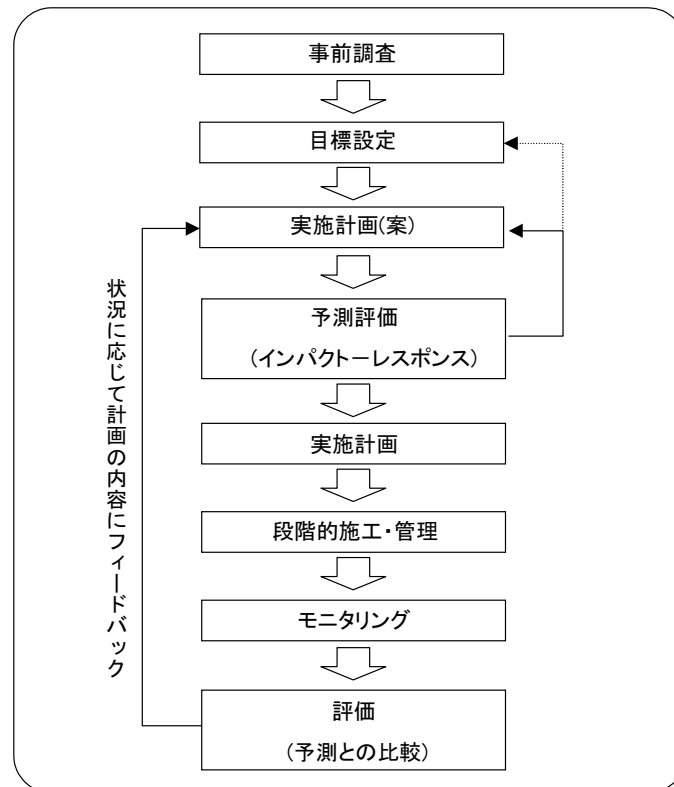 事前調査
目標設定
実施計画(案)
予測評価
(インパクトーレスポンス)
実施計画
段階的施工・管理
モニタリング
評価
(予測との比較)
状況に応じて計画の内容にフィードバック